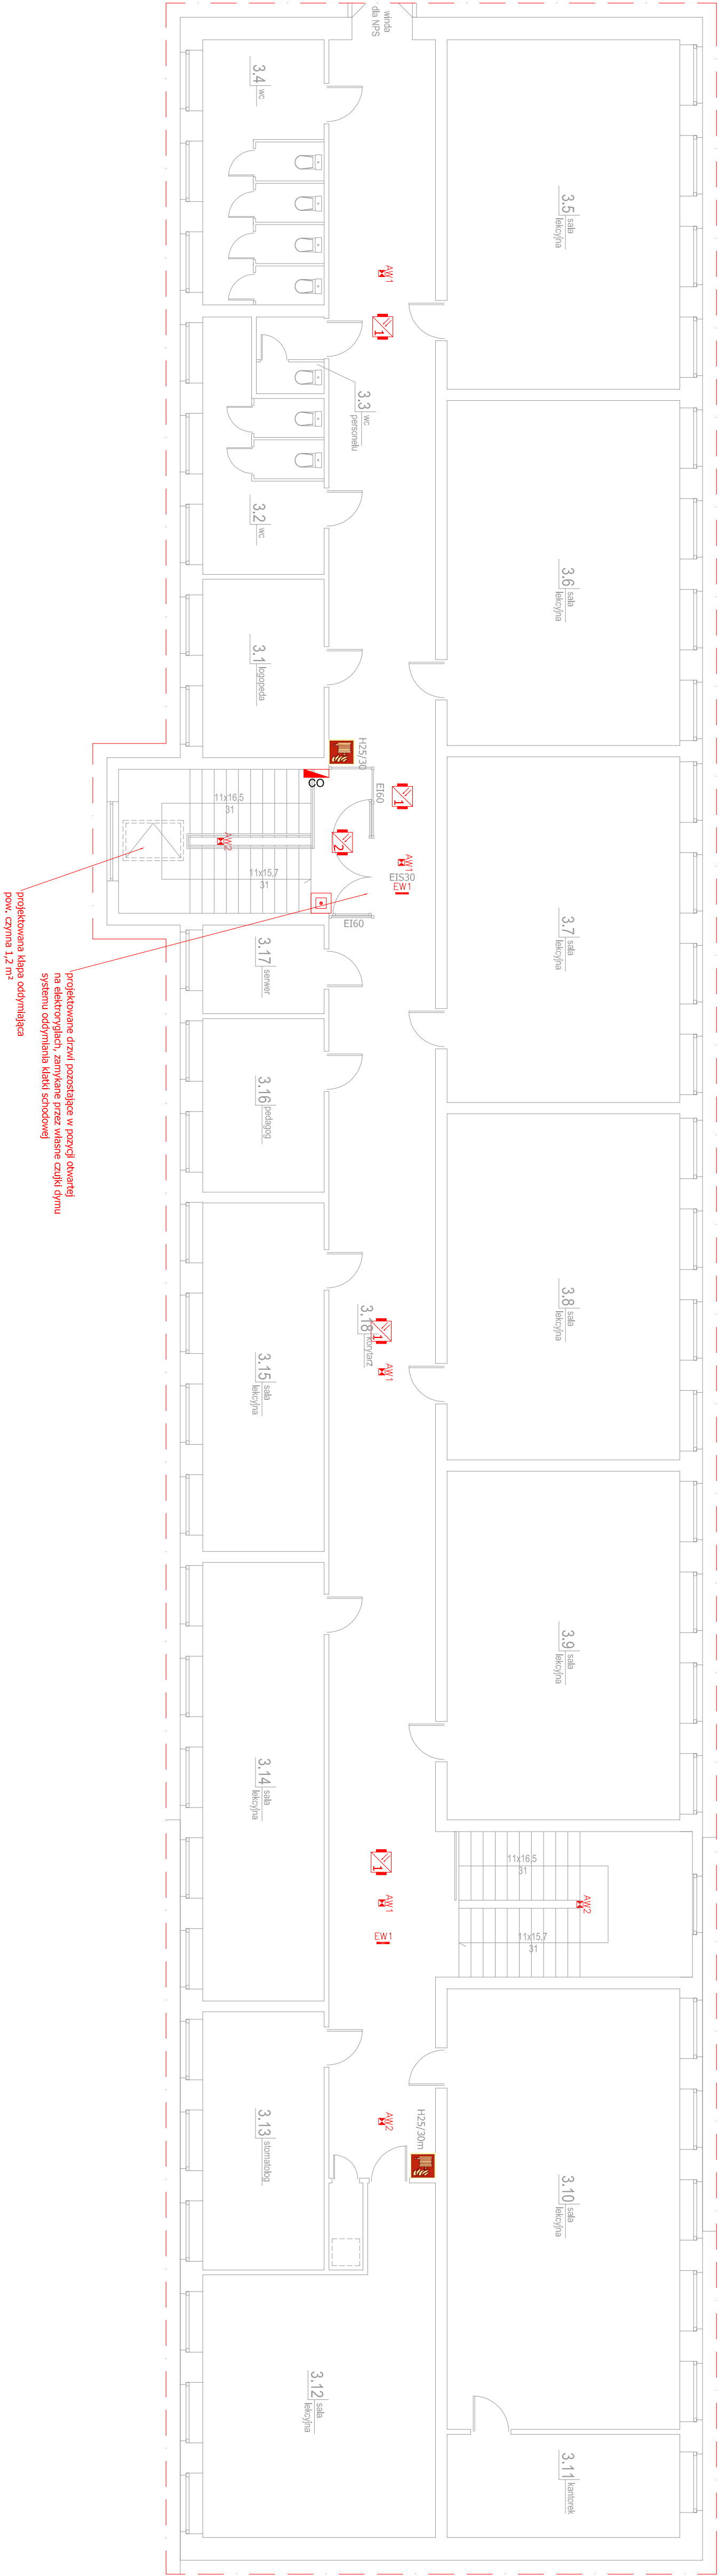 winda
dla NPS
3.4 wc
3.5 sala
lekcyjna
AW1
1
3.3 wc
personelu
3.2 wc
3.6 sala
lekcyjna
3.1 logopeda
H25/30
CO
EI60
1
2
AW1
EIS30
EW1
EI60
11x16,5
31
AW2
11x15,7
31
3.7 sala
lekcyjna
projektowana klapa oddymiająca
pow. czynna 1,2 m²
projektowane drzwi pozostające w pozycji otwartej
na elektroryglach, zamykane przez własne czujki dymu
systemu oddymiania klatki schodowej
3.17 serwer
3.16 pedagog
3.8 sala
lekcyjna
3.18 korytarz
1
AW1
3.15 sala
lekcyjna
3.9 sala
lekcyjna
3.14 sala
lekcyjna
1
AW1
EW1
11x16,5
31
AW2
11x15,7
31
3.13 stomatolog
AW2
H25/30m
3.10 sala
lekcyjna
3.12 sala
lekcyjna
3.11 kantorek